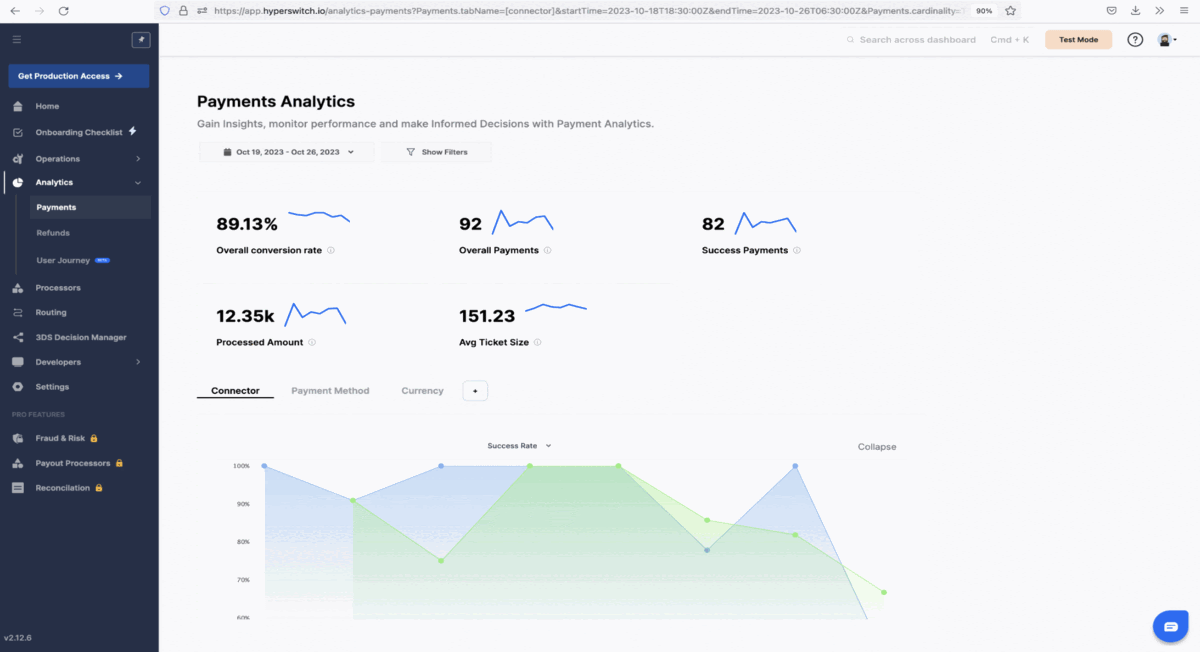 https://app.hyperswitch.io/analytics-payments?Payments.tabName=[connector]&startTime=2023-10-18T18:30:00Z&endTime=2023-10-26T06:30:00Z&Payments.cardinality=
90%
Search across dashboard Cmd + K
Test Mode
Get Production Access
Home
Onboarding Checklist
Operations
Analytics
Payments
Refunds
User Journey BETA
Processors
Routing
3DS Decision Manager
Developers
Settings
PRO FEATURES
Fraud & Risk
Payout Processors
Reconcilation
v2.12.6
Payments Analytics
Gain Insights, monitor performance and make Informed Decisions with Payment Analytics.
Oct 19, 2023 - Oct 26, 2023
Show Filters
89.13%
Overall conversion rate
92
Overall Payments
82
Success Payments
12.35k
Processed Amount
151.23
Avg Ticket Size
Connector Payment Method Currency +
Success Rate
Collapse
100%
90%
80%
70%
60%